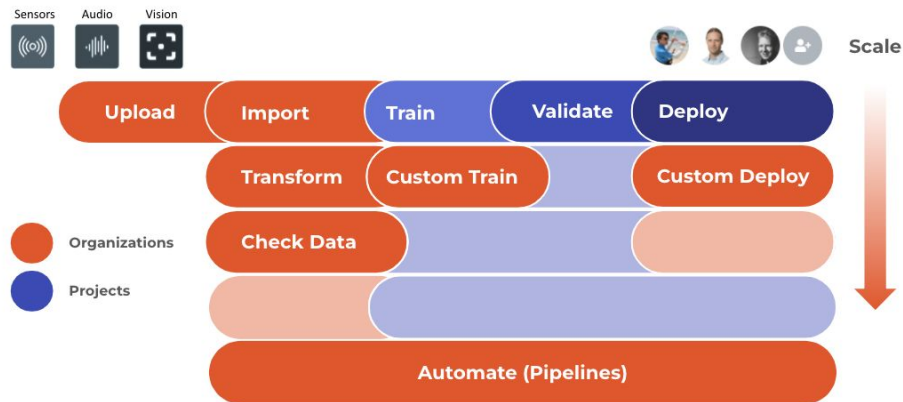 Sensors Audio Vision
Scale
Upload Import Train Validate Deploy
Transform Custom Train Custom Deploy
Check Data
Organizations
Projects
Automate (Pipelines)